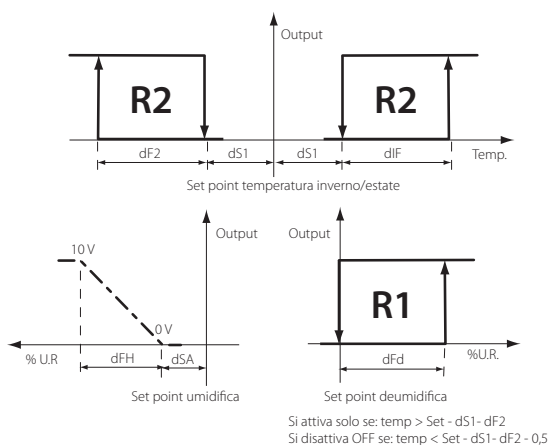 Output
R2
R2
dF2
dS1
dS1
dIF
Temp.
Set point temperatura inverno/estate
Output
Output
10 V
0 V
R1
% U.R
dFH
dSA
dFd
%U.R.
Set point umidifica
Set point deumidifica
Si attiva solo se: temp > Set - dS1- dF2
Si disattiva OFF se: temp < Set - dS1- dF2 - 0,5